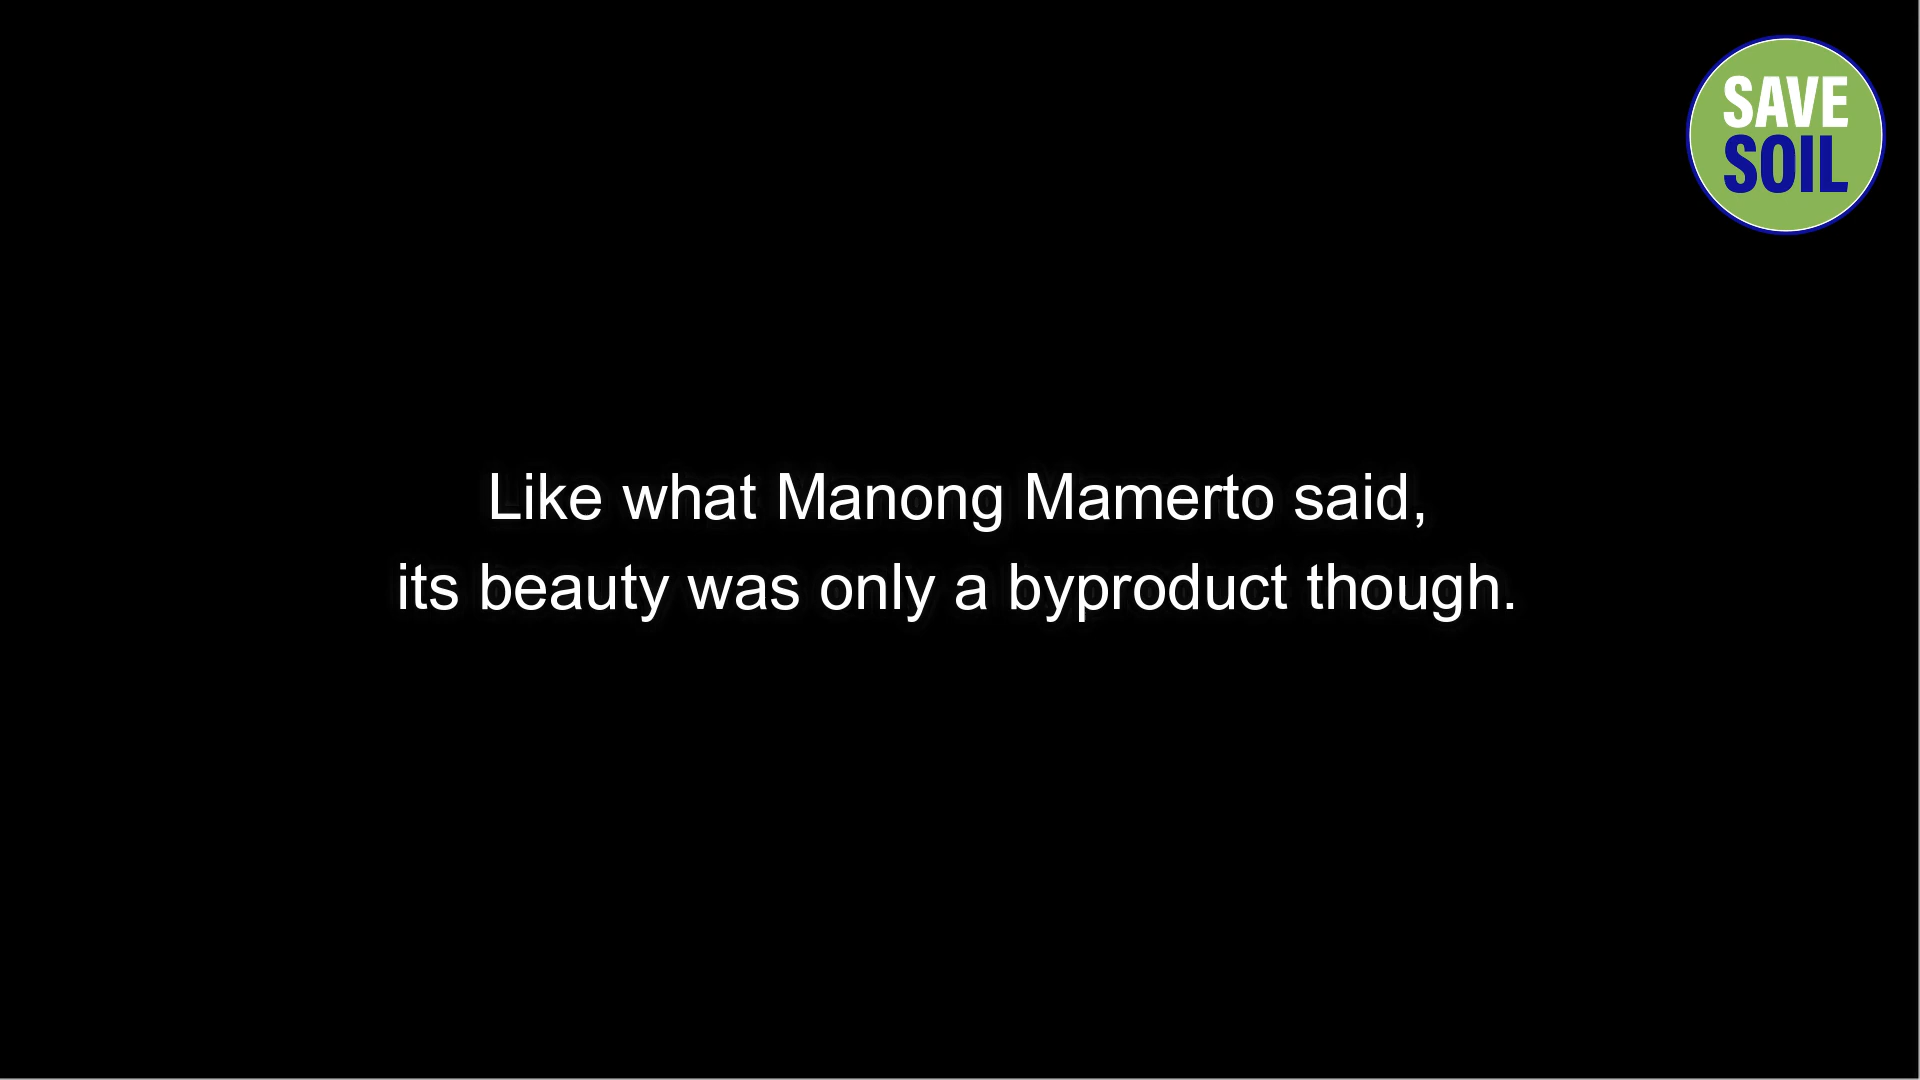 SAVE
SOIL
Like what Manong Mamerto said,
its beauty was only a byproduct though.